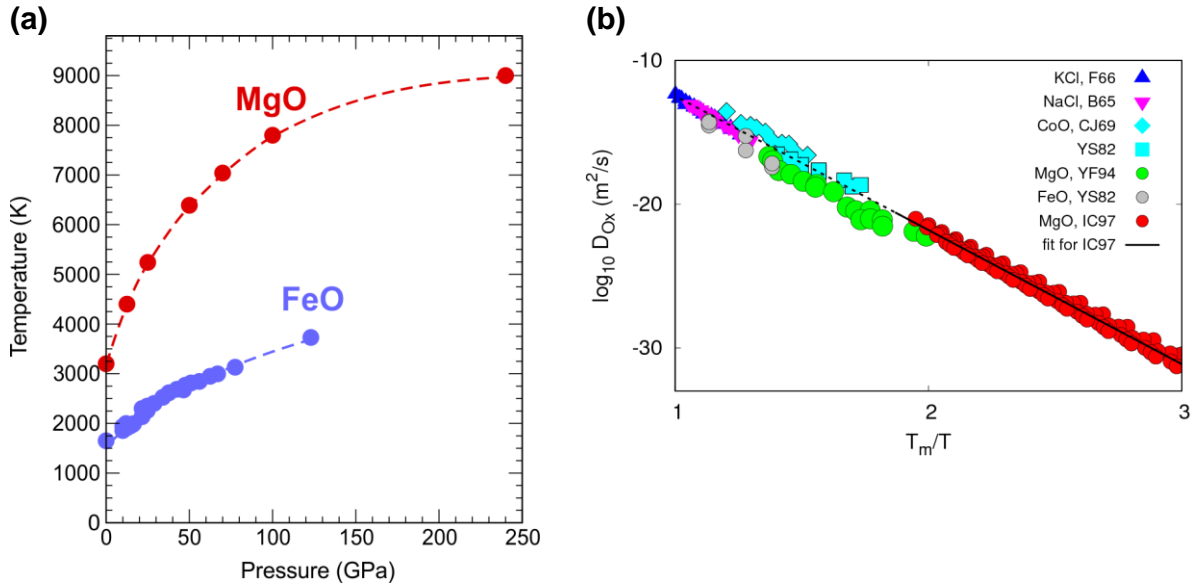 (a)
9000
8000
7000
6000
5000
4000
3000
2000
1000
0
Temperature (K)
MgO
FeO
0
50
100
150
200
250
Pressure (GPa)
(b)
-10
-20
-30
log10 DOx (m²/s)
KCl, F66
NaCl, B65
CoO, CJ69
YS82
MgO, YF94
FeO, YS82
MgO, IC97
fit for IC97
1
2
3
Tm/T